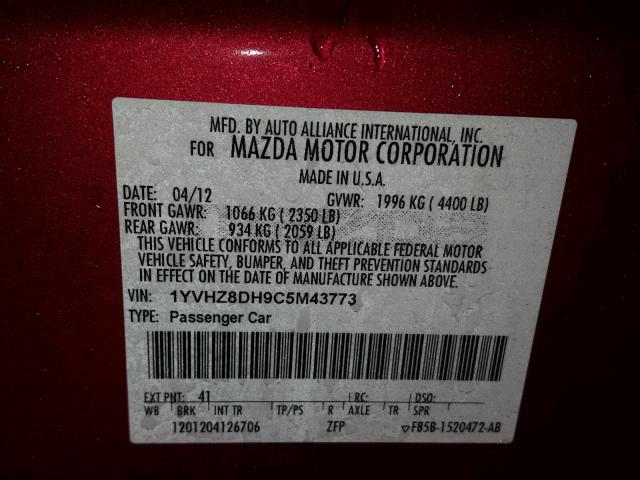 MFD. BY AUTO ALLIANCE INTERNATIONAL, INC.
FOR MAZDA MOTOR CORPORATION
MADE IN U.S.A.
DATE: 04/12 GVWR: 1996 KG ( 4400 LB)
FRONT GAWR: 1066 KG ( 2350 LB)
REAR GAWR: 934 KG ( 2059 LB)
THIS VEHICLE CONFORMS TO ALL APPLICABLE FEDERAL MOTOR
VEHICLE SAFETY, BUMPER, AND THEFT PREVENTION STANDARDS
IN EFFECT ON THE DATE OF MANUFACTURE SHOWN ABOVE.
VIN: 1YVHZ8DH9C5M43773
TYPE: Passenger Car
EXT PNT: 41 RC: DSO:
WB BRK INT TR TP/PS R AXLE TR SPR
1201204126706 ZFP ▽FB5B-1520472-AB